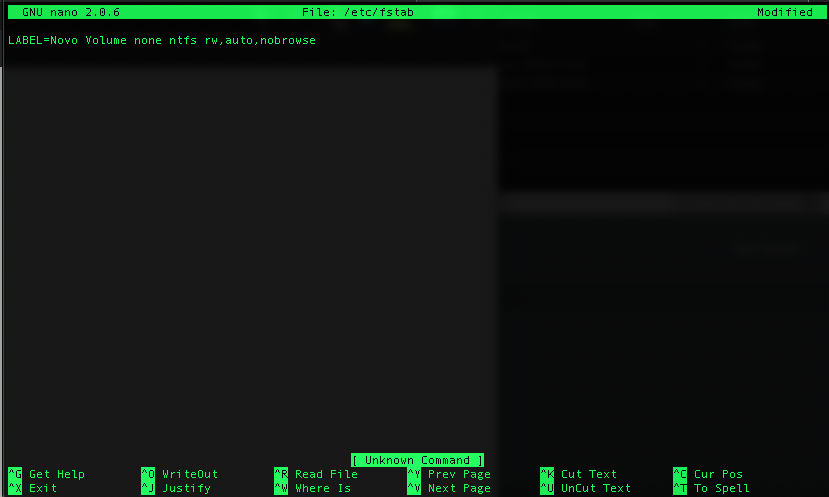 GNU nano 2.0.6 File: /etc/fstab Modified
LABEL=Novo Volume none ntfs rw,auto,nobrowse
[ Unknown Command ]
^G Get Help ^O WriteOut ^R Read File ^Y Prev Page ^K Cut Text ^C Cur Pos
^X Exit ^J Justify ^W Where Is ^V Next Page ^U UnCut Text ^T To Spell